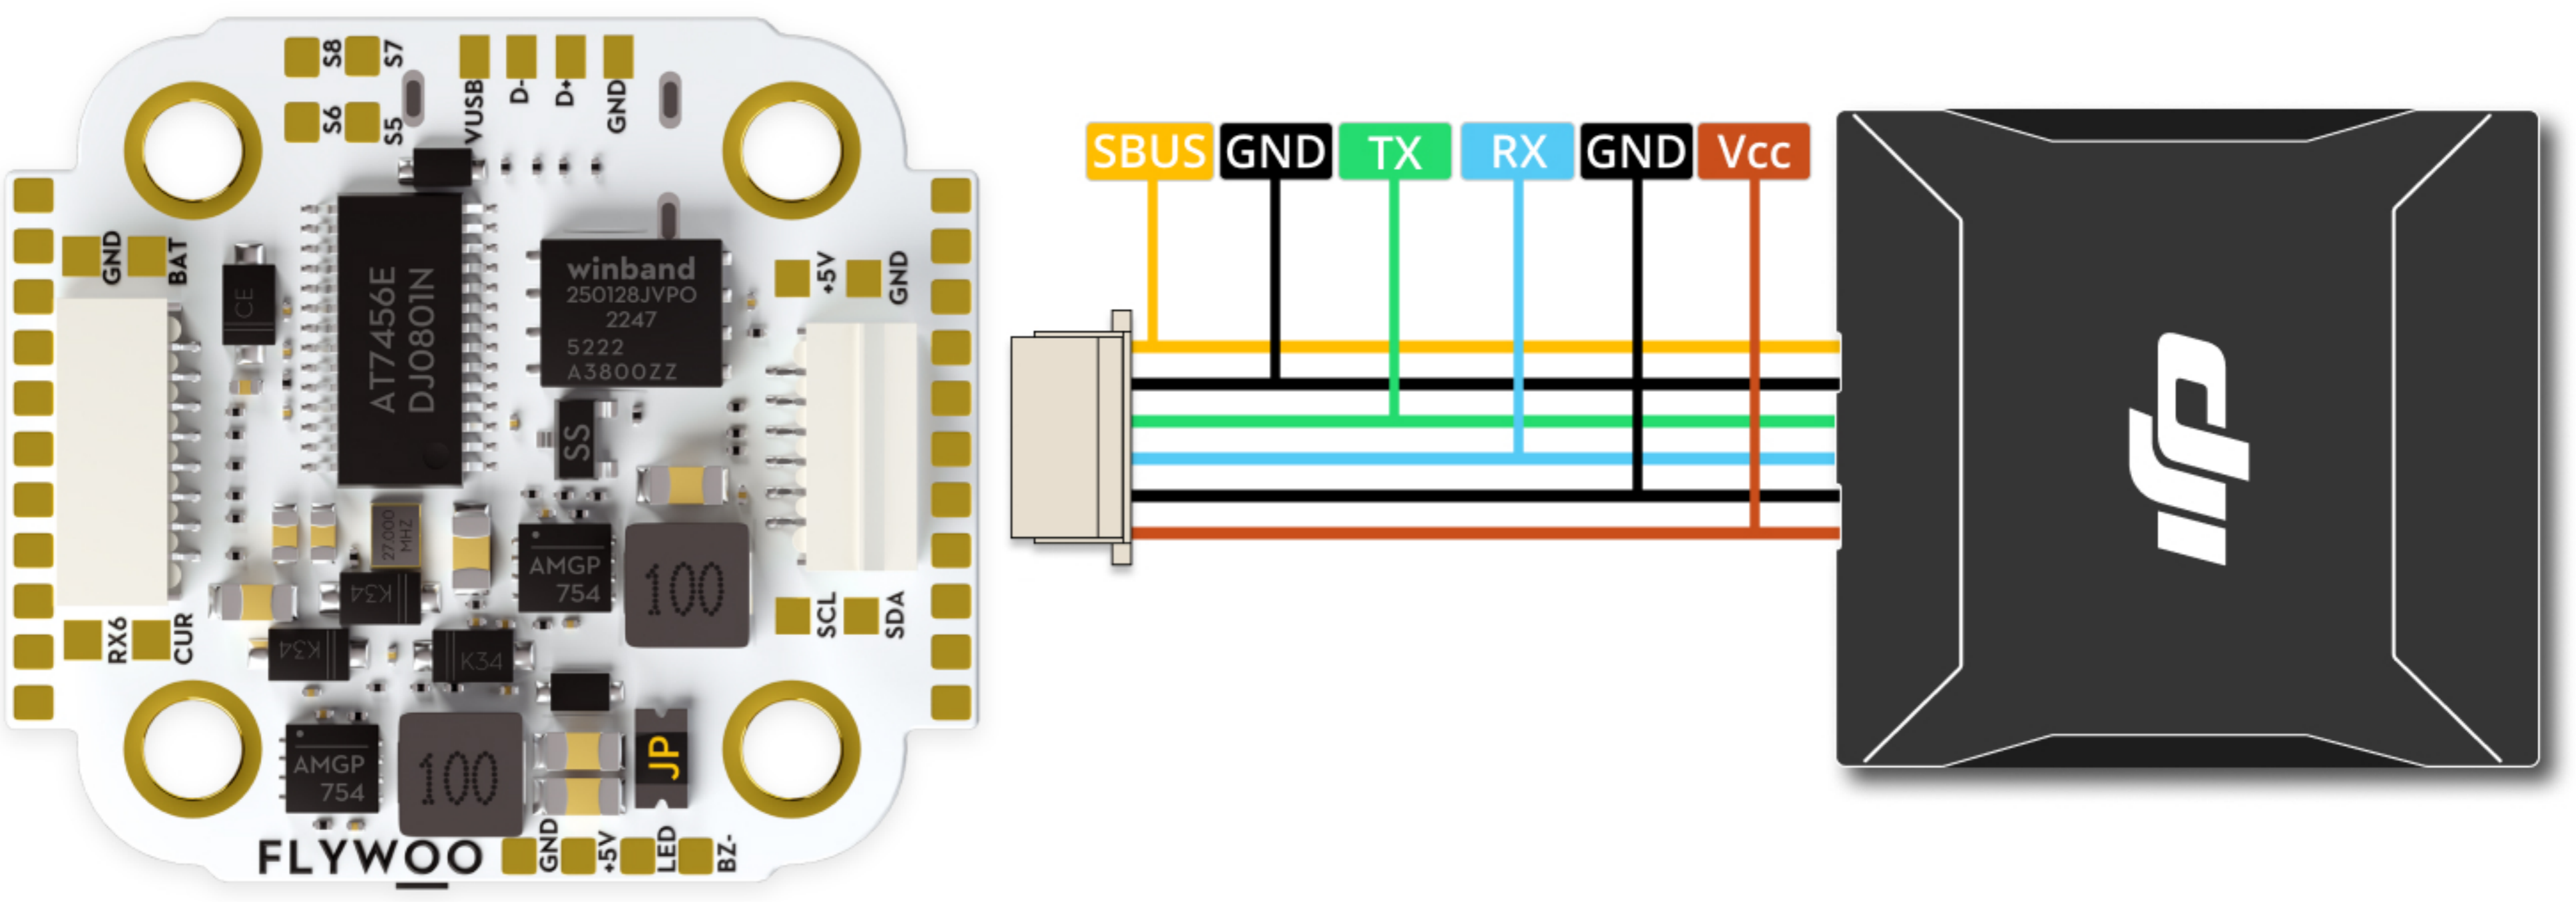 S8
S7
VUSB
D-
D+
GND
S6
S5
SBUS
GND
TX
RX
GND
Vcc
GND
BAT
CE
AT7456E
DJ0801N
winband
250128JVPO
2247
5222
A3800ZZ
+5V
GND
SS
27.000
MHZ
AMGP
754
100
K34
K34
K34
RX6
CUR
SCL
SDA
AMGP
754
100
JP
FLYWOO
GND
+5V
LED
BZ-
dji